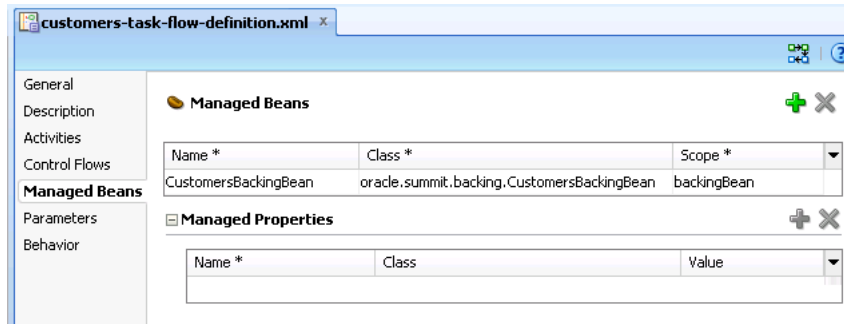 customers-task-flow-definition.xml x
General
Description
Activities
Control Flows
Managed Beans
Parameters
Behavior
Managed Beans
Name * Class * Scope *
CustomersBackingBean oracle.summit.backing.CustomersBackingBean backingBean
Managed Properties
Name * Class Value